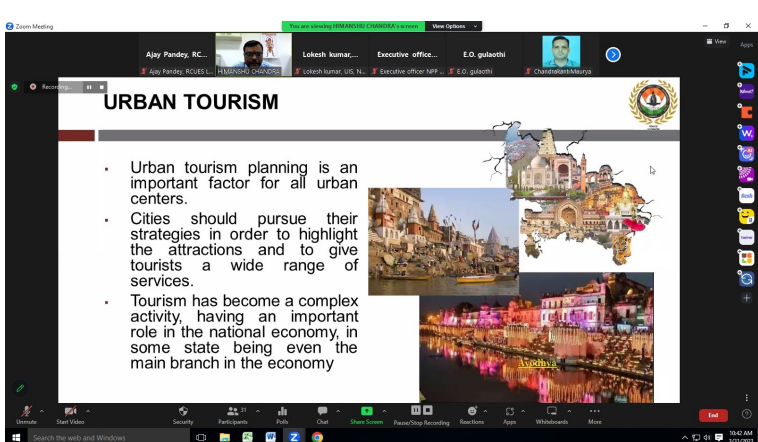 Zoom Meeting
You are viewing HIMANSHU CHANDRA's screen
View Options
View
Apps
Ajay Pandey, RC...
Lokesh kumar,...
Executive office...
E.O. gulaothi
Ajay Pandey, RCUES L...
HIMANSHU CHANDRA
Lokesh kumar, UIS, N...
Executive officer NPP ...
E.O. gulaothi
Chandrakanti Maurya
Recording...
URBAN TOURISM
Urban tourism planning is an
important factor for all urban
centers.
Cities should pursue their
strategies in order to highlight
the attractions and to give
tourists a wide range of
services.
Tourism has become a complex
activity, having an important
role in the national economy, in
some state being even the
main branch in the economy
Ayodhya
Unmute
Start Video
Security
Participants
31
Polls
Chat
Share Screen
Pause/Stop Recording
Reactions
Apps
Whiteboards
More
End
Search the web and Windows
10:42 AM
3/31/2023